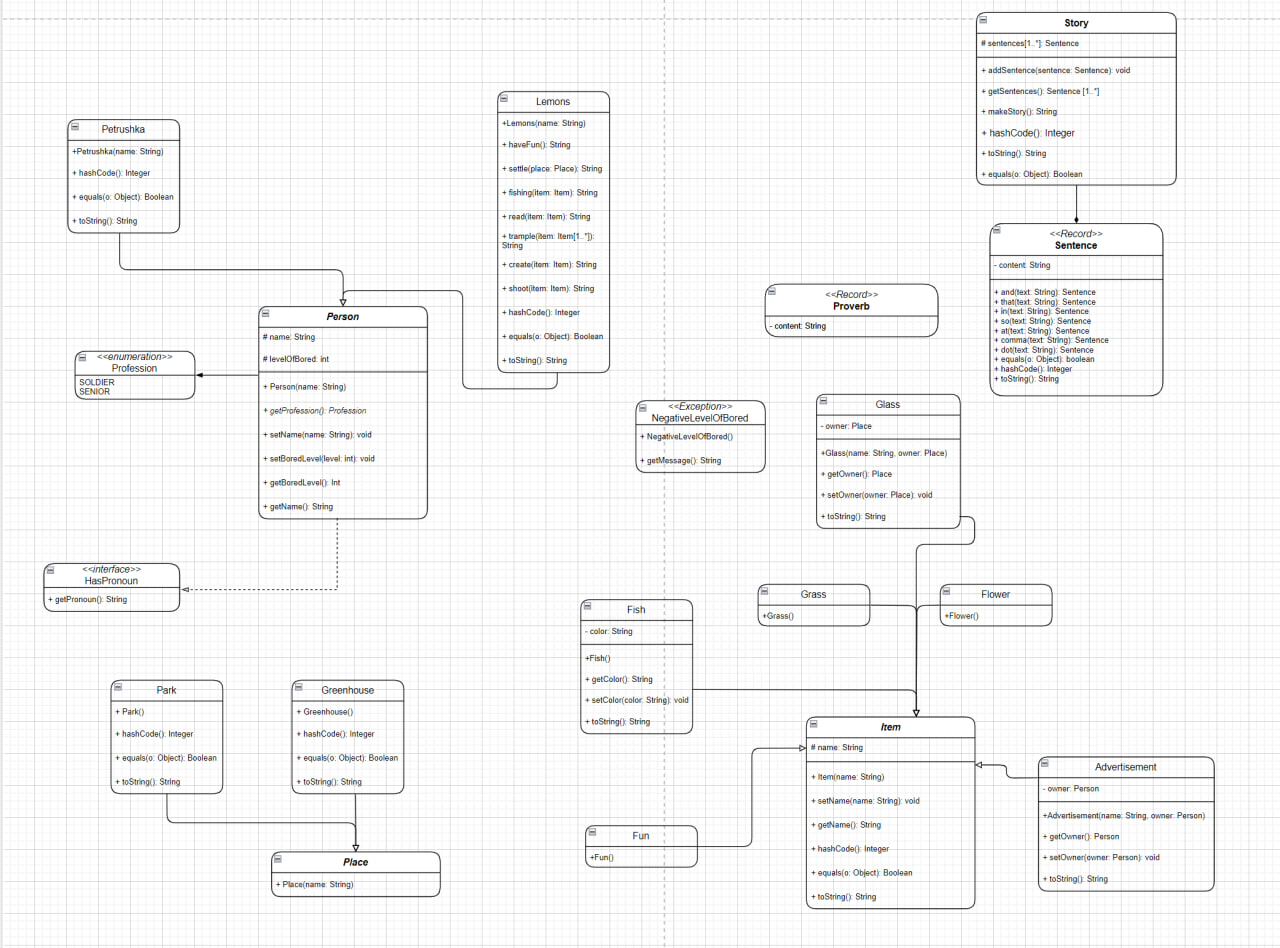 Story
# sentences[1..*]: Sentence
+ addSentence(sentence: Sentence): void
+ getSentences(): Sentence [1..*]
+ makeStory(): String
+ hashCode(): Integer
+ toString(): String
+ equals(o: Object): Boolean
Lemons
+Lemons(name: String)
+ haveFun(): String
+ settle(place: Place): String
+ fishing(item: Item): String
+ read(item: Item): String
+ trample(item: Item[1..*]):
String
+ create(item: Item): String
+ shoot(item: Item): String
+ hashCode(): Integer
+ equals(o: Object): Boolean
+ toString(): String
Petrushka
+Petrushka(name: String)
+ hashCode(): Integer
+ equals(o: Object): Boolean
+ toString(): String
<<Record>>
Sentence
- content: String
+ and(text: String): Sentence
+ that(text: String): Sentence
+ in(text: String): Sentence
+ so(text: String): Sentence
+ at(text: String): Sentence
+ comma(text: String): Sentence
+ dot(text: String): Sentence
+ equals(o: Object): boolean
+ hashCode(): Integer
+ toString(): String
<<Record>>
Proverb
- content: String
Person
# name: String
# levelOfBored: int
+ Person(name: String)
+ getProfession(): Profession
+ setName(name: String): void
+ setBoredLevel(level: int): void
+ getBoredLevel(): Int
+ getName(): String
<<enumeration>>
Profession
SOLDIER
SENIOR
<<Exception>>
NegativeLevelOfBored
+ NegativeLevelOfBored()
+ getMessage(): String
Glass
- owner: Place
+Glass(name: String, owner: Place)
+ getOwner(): Place
+ setOwner(owner: Place): void
+ toString(): String
<<interface>>
HasPronoun
+ getPronoun(): String
Grass
+Grass()
Flower
+Flower()
Fish
- color: String
+Fish()
+ getColor(): String
+ setColor(color: String): void
+ toString(): String
Park
+ Park()
+ hashCode(): Integer
+ equals(o: Object): Boolean
+ toString(): String
Greenhouse
+ Greenhouse()
+ hashCode(): Integer
+ equals(o: Object): Boolean
+ toString(): String
Item
# name: String
+ Item(name: String)
+ setName(name: String): void
+ getName(): String
+ hashCode(): Integer
+ equals(o: Object): Boolean
+ toString(): String
Advertisement
- owner: Person
+Advertisement(name: String, owner: Person)
+ getOwner(): Person
+ setOwner(owner: Person): void
+ toString(): String
Fun
+Fun()
Place
+ Place(name: String)